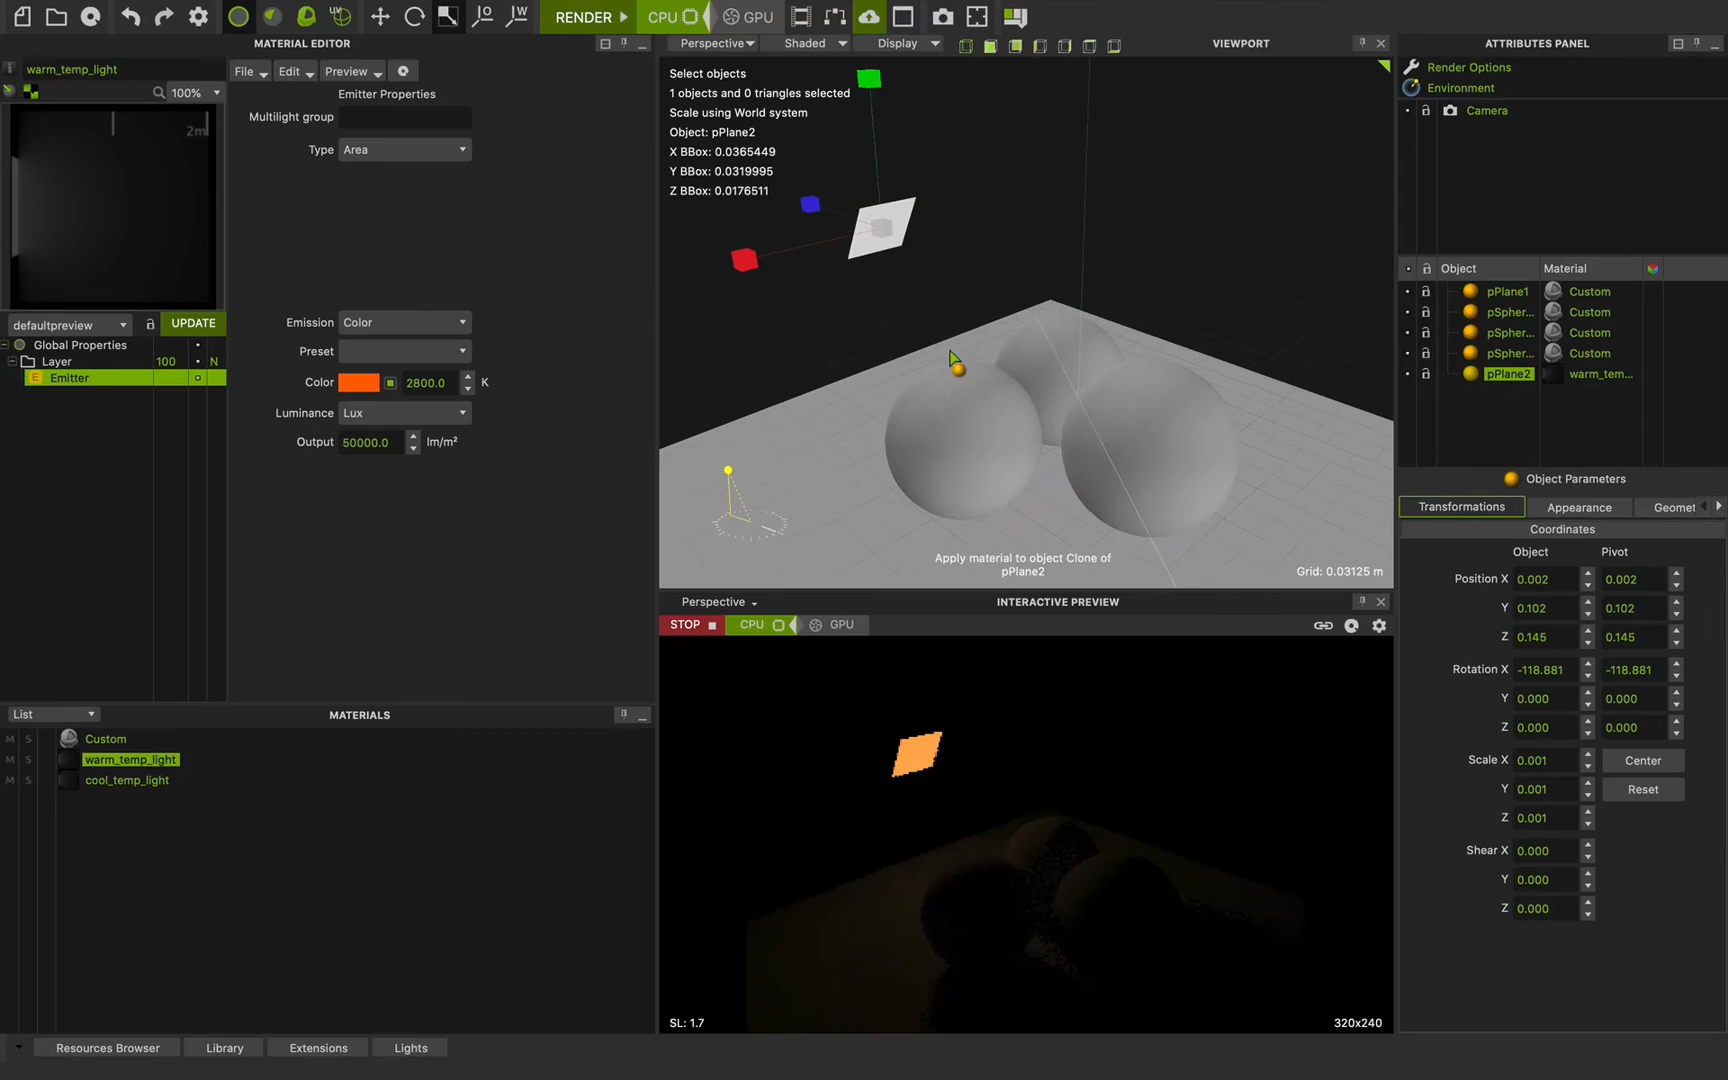 UV
RENDER
CPU
GPU
MATERIAL EDITOR
Perspective
Shaded
Display
VIEWPORT
ATTRIBUTES PANEL
warm_temp_light
File
Edit
Preview
100%
2m
defaultpreview
UPDATE
Global Properties
Layer
100
N
E Emitter
Emitter Properties
Multilight group
Type
Area
Emission
Color
Preset
Color
2800.0
K
Luminance
Lux
Output
50000.0
lm/m²
Select objects
1 objects and 0 triangles selected
Scale using World system
Object: pPlane2
X BBox: 0.0365449
Y BBox: 0.0319995
Z BBox: 0.0176511
Apply material to object Clone of
pPlane2
Grid: 0.03125 m
Perspective
INTERACTIVE PREVIEW
STOP
CPU
GPU
SL: 1.7
320x240
List
MATERIALS
M S Custom
M S warm_temp_light
M S cool_temp_light
Resources Browser
Library
Extensions
Lights
Render Options
Environment
Camera
Object
Material
pPlane1
Custom
pSpher...
Custom
pSpher...
Custom
pSpher...
Custom
pPlane2
warm_tem...
Object Parameters
Transformations
Appearance
Geomet
Coordinates
Object
Pivot
Position X
0.002
0.002
Y
0.102
0.102
Z
0.145
0.145
Rotation X
-118.881
-118.881
Y
0.000
0.000
Z
0.000
0.000
Scale X
0.001
Center
Y
0.001
Reset
Z
0.001
Shear X
0.000
Y
0.000
Z
0.000